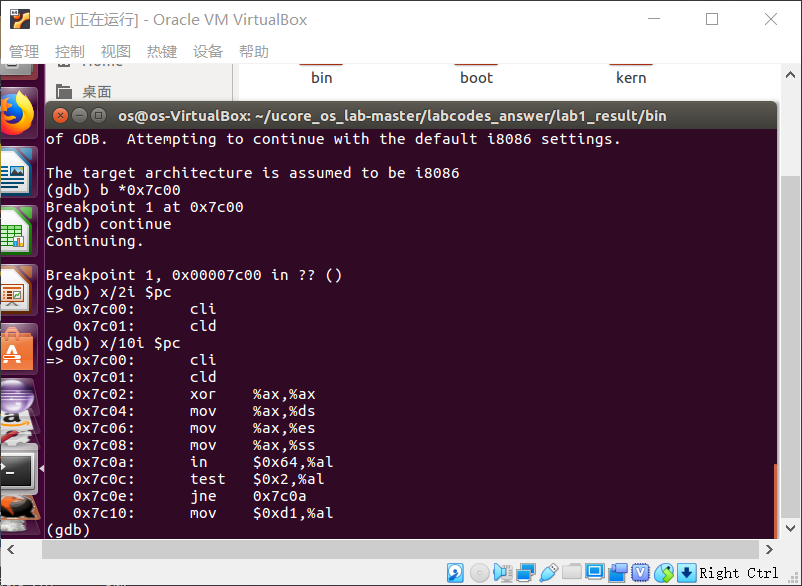 new [正在运行] - Oracle VM VirtualBox
管理 控制 视图 热键 设备 帮助
桌面
bin boot kern
os@os-VirtualBox: ~/ucore_os_lab-master/labcodes_answer/lab1_result/bin
of GDB.  Attempting to continue with the default i8086 settings.
The target architecture is assumed to be i8086
(gdb) b *0x7c00
Breakpoint 1 at 0x7c00
(gdb) continue
Continuing.
Breakpoint 1, 0x00007c00 in ?? ()
(gdb) x/2i $pc
=> 0x7c00:      cli
   0x7c01:      cld
(gdb) x/10i $pc
=> 0x7c00:      cli
   0x7c01:      cld
   0x7c02:      xor    %ax,%ax
   0x7c04:      mov    %ax,%ds
   0x7c06:      mov    %ax,%es
   0x7c08:      mov    %ax,%ss
   0x7c0a:      in     $0x64,%al
   0x7c0c:      test   $0x2,%al
   0x7c0e:      jne    0x7c0a
   0x7c10:      mov    $0xd1,%al
(gdb)
Right Ctrl